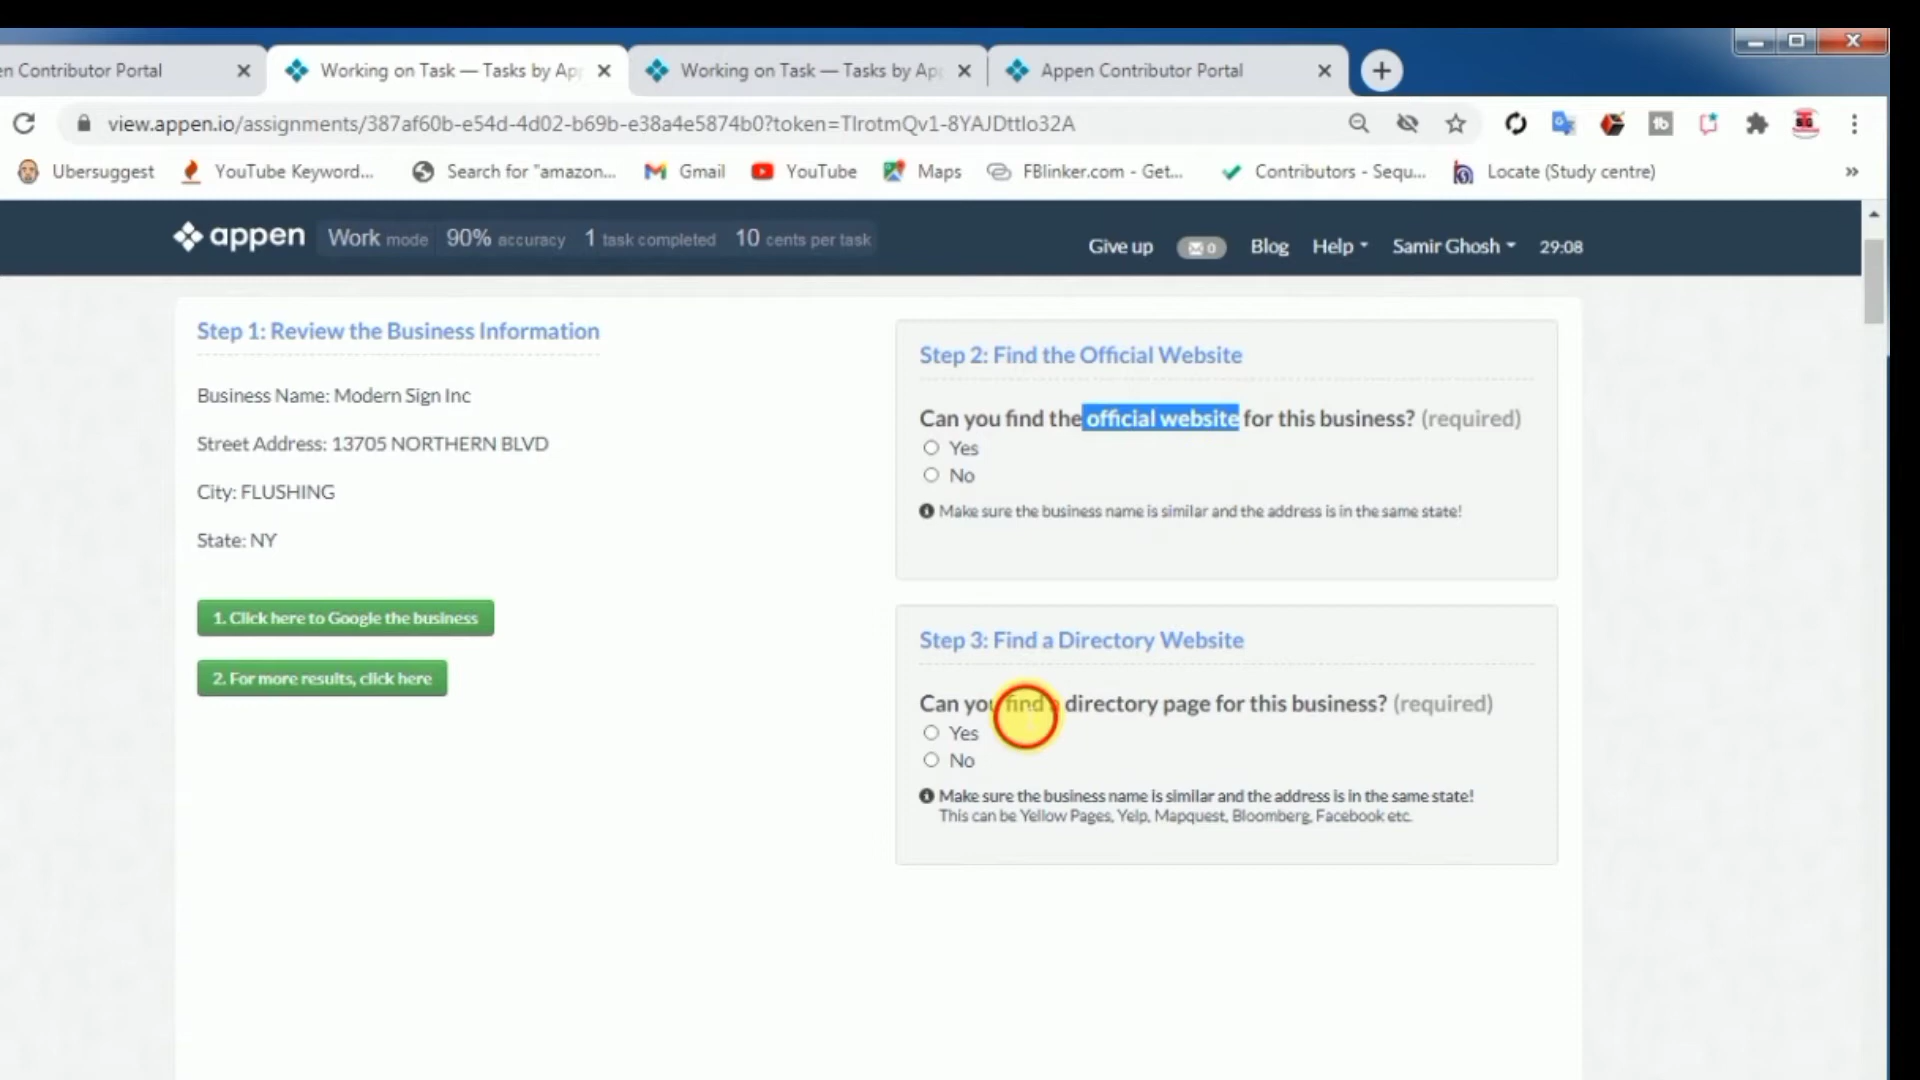 en Contributor Portal
Working on Task — Tasks by Ap
Working on Task — Tasks by Ap
Appen Contributor Portal
view.appen.io/assignments/387af60b-e54d-4d02-b69b-e38a4e5874b0?token=TlrotmQv1-8YAJDttlo32A
Ubersuggest
YouTube Keyword...
Search for "amazon...
Gmail
YouTube
Maps
FBlinker.com - Get...
Contributors - Sequ...
Locate (Study centre)
appen
Work mode
90% accuracy
1 task completed
10 cents per task
Give up
0
Blog
Help
Samir Ghosh
29:08
Step 1: Review the Business Information
Business Name: Modern Sign Inc
Street Address: 13705 NORTHERN BLVD
City: FLUSHING
State: NY
1. Click here to Google the business
2. For more results, click here
Step 2: Find the Official Website
Can you find the official website for this business? (required)
Yes
No
Make sure the business name is similar and the address is in the same state!
Step 3: Find a Directory Website
Can you find a directory page for this business? (required)
Yes
No
Make sure the business name is similar and the address is in the same state!
This can be Yellow Pages, Yelp, Mapquest, Bloomberg, Facebook etc.